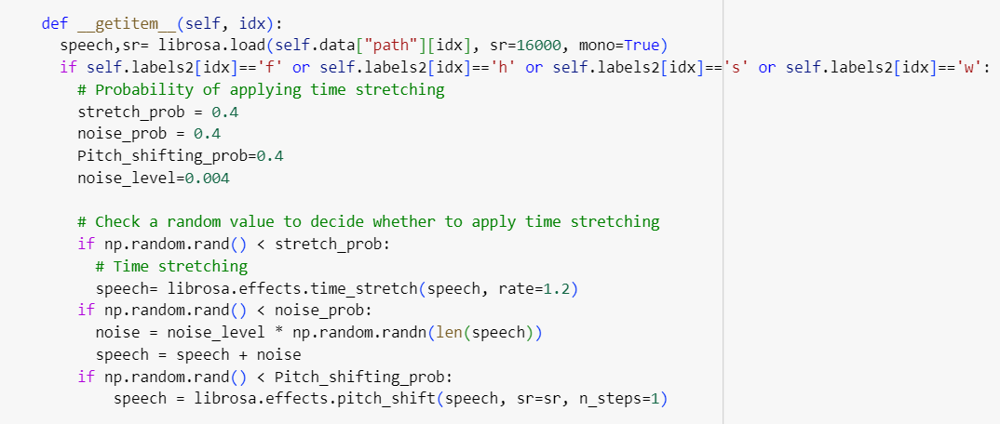 def __getitem__(self, idx):
speech,sr= librosa.load(self.data["path"][idx], sr=16000, mono=True)
if self.labels2[idx]=='f' or self.labels2[idx]=='h' or self.labels2[idx]=='s' or self.labels2[idx]=='w':
# Probability of applying time stretching
stretch_prob = 0.4
noise_prob = 0.4
Pitch_shifting_prob=0.4
noise_level=0.004
# Check a random value to decide whether to apply time stretching
if np.random.rand() < stretch_prob:
# Time stretching
speech= librosa.effects.time_stretch(speech, rate=1.2)
if np.random.rand() < noise_prob:
noise = noise_level * np.random.randn(len(speech))
speech = speech + noise
if np.random.rand() < Pitch_shifting_prob:
speech = librosa.effects.pitch_shift(speech, sr=sr, n_steps=1)